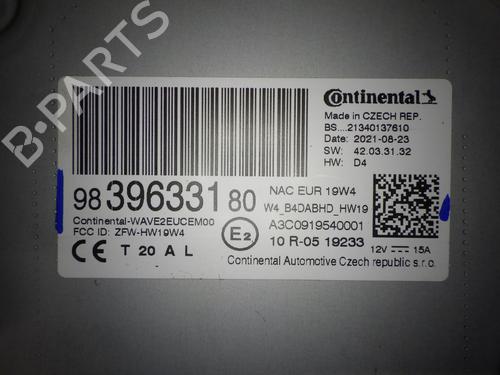 B-PARTS
Continental
Made in CZECH REP.
BS....21340137610
Date: 2021-08-23
SW: 42.03.31.32
HW: D4
98 396331 80
NAC EUR 19W4
W4_B4DABHD_HW19
Continental-WAVE2EUCEM00
FCC ID: ZFW-HW19W4
E2
A3C0919540001
10 R-05 19233
12V 15A
CE T 20 A L
Continental Automotive Czech republic s.r.o.